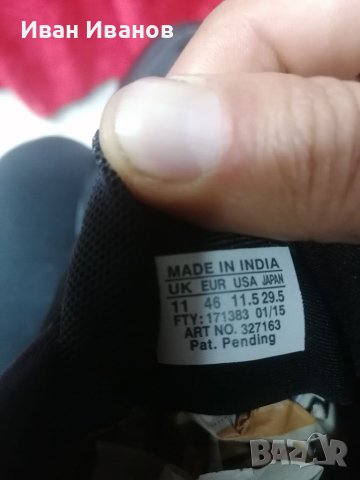 Иван Иванов
MADE IN INDIA
UK EUR USA JAPAN
11 46 11.5 29.5
FTY: 171383 01/15
ART NO. 327163
Pat. Pending
BAZAR